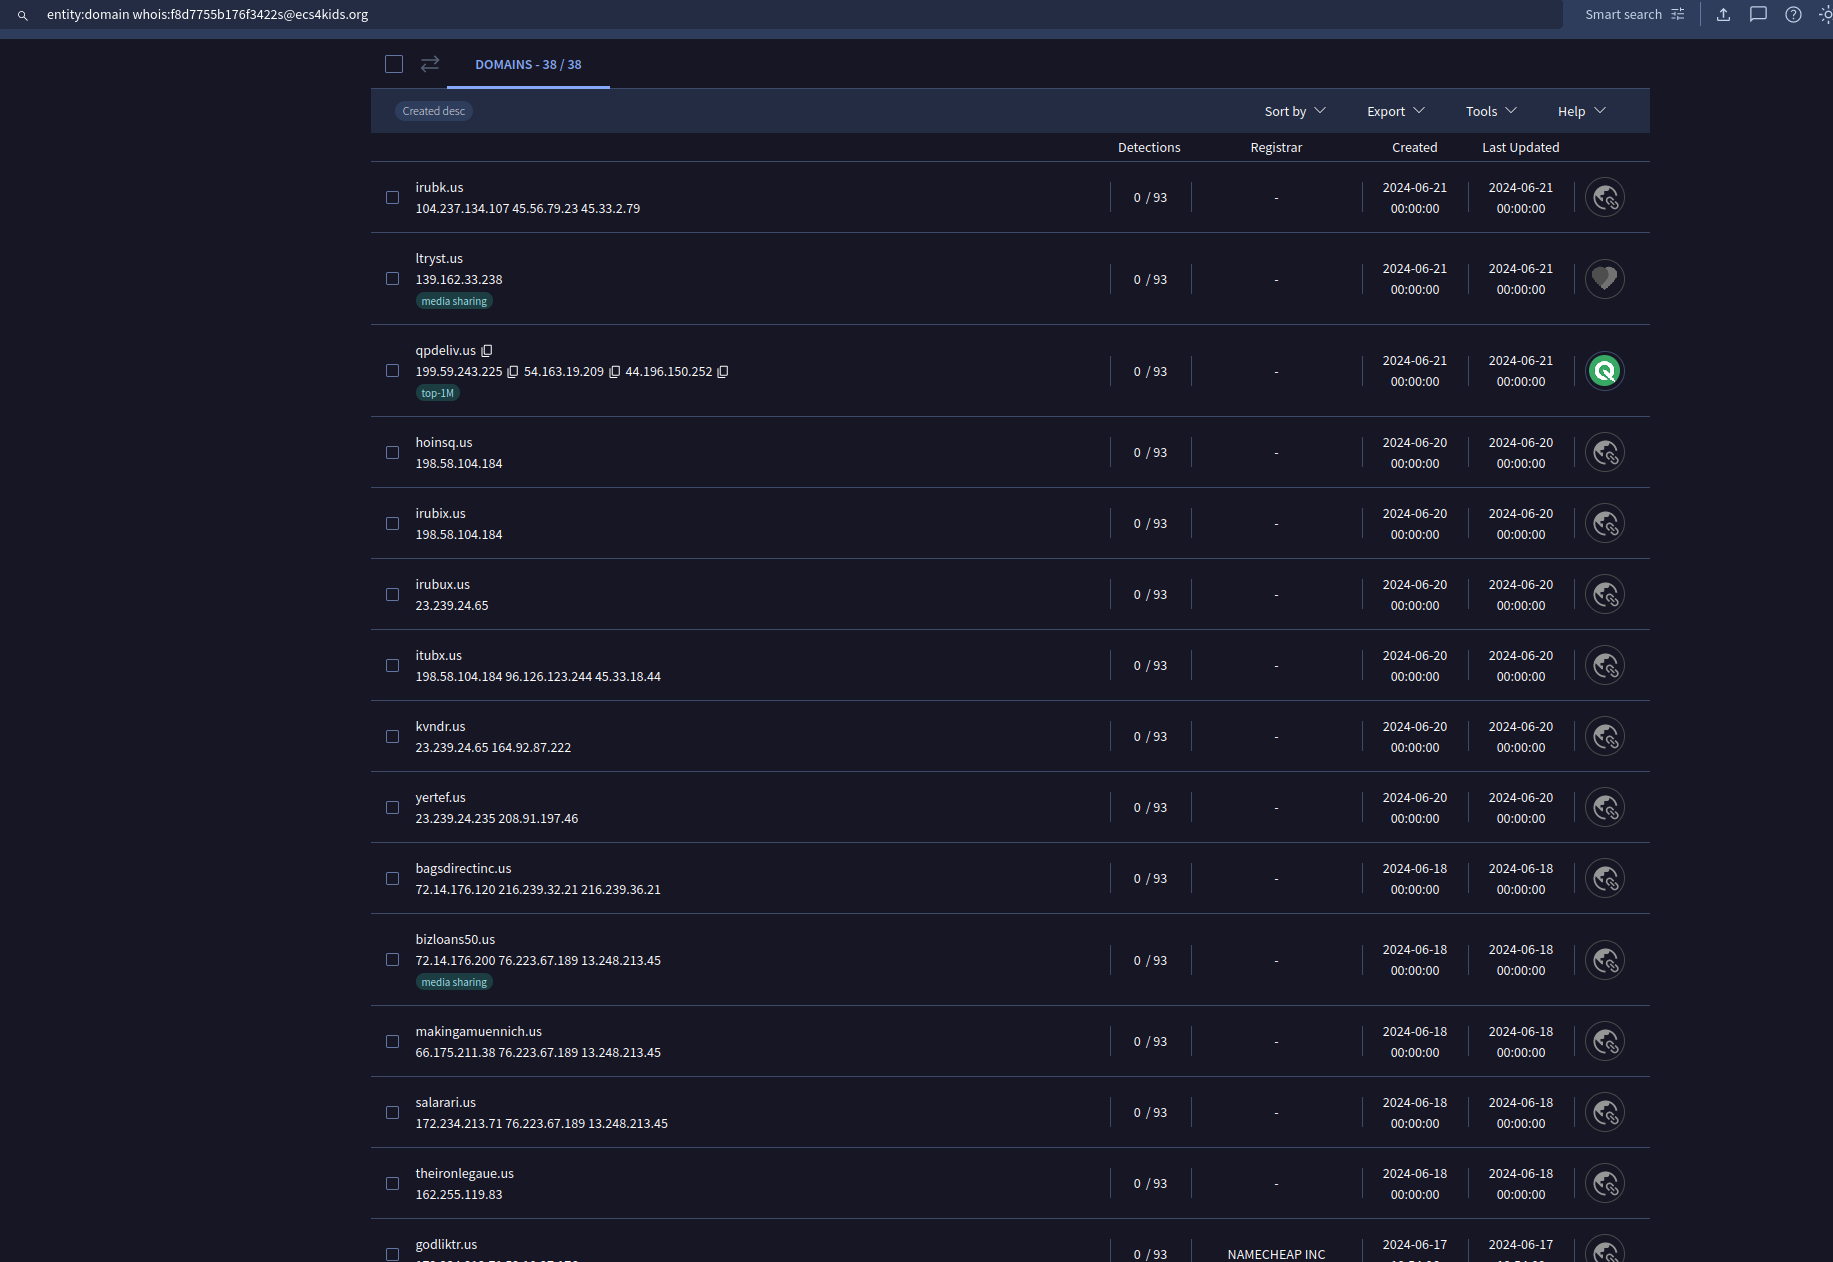 entity:domain whois:f8d7755b176f3422s@ecs4kids.org
Smart search
DOMAINS - 38 / 38
Created desc
Sort by Export Tools Help
Detections Registrar Created Last Updated
irubk.us
104.237.134.107 45.56.79.23 45.33.2.79
0 / 93 - 2024-06-21 2024-06-21
00:00:00 00:00:00
ltryst.us
139.162.33.238
media sharing
0 / 93 - 2024-06-21 2024-06-21
00:00:00 00:00:00
qpdeliv.us
199.59.243.225 54.163.19.209 44.196.150.252
top-1M
0 / 93 - 2024-06-21 2024-06-21
00:00:00 00:00:00
hoinsq.us
198.58.104.184
0 / 93 - 2024-06-20 2024-06-20
00:00:00 00:00:00
irubix.us
198.58.104.184
0 / 93 - 2024-06-20 2024-06-20
00:00:00 00:00:00
irubux.us
23.239.24.65
0 / 93 - 2024-06-20 2024-06-20
00:00:00 00:00:00
itubx.us
198.58.104.184 96.126.123.244 45.33.18.44
0 / 93 - 2024-06-20 2024-06-20
00:00:00 00:00:00
kvndr.us
23.239.24.65 164.92.87.222
0 / 93 - 2024-06-20 2024-06-20
00:00:00 00:00:00
yertef.us
23.239.24.235 208.91.197.46
0 / 93 - 2024-06-20 2024-06-20
00:00:00 00:00:00
bagsdirectinc.us
72.14.176.120 216.239.32.21 216.239.36.21
0 / 93 - 2024-06-18 2024-06-18
00:00:00 00:00:00
bizloans50.us
72.14.176.200 76.223.67.189 13.248.213.45
media sharing
0 / 93 - 2024-06-18 2024-06-18
00:00:00 00:00:00
makingamuennich.us
66.175.211.38 76.223.67.189 13.248.213.45
0 / 93 - 2024-06-18 2024-06-18
00:00:00 00:00:00
salarari.us
172.234.213.71 76.223.67.189 13.248.213.45
0 / 93 - 2024-06-18 2024-06-18
00:00:00 00:00:00
theironlegaue.us
162.255.119.83
0 / 93 - 2024-06-18 2024-06-18
00:00:00 00:00:00
godliktr.us
0 / 93 NAMECHEAP INC 2024-06-17 2024-06-17